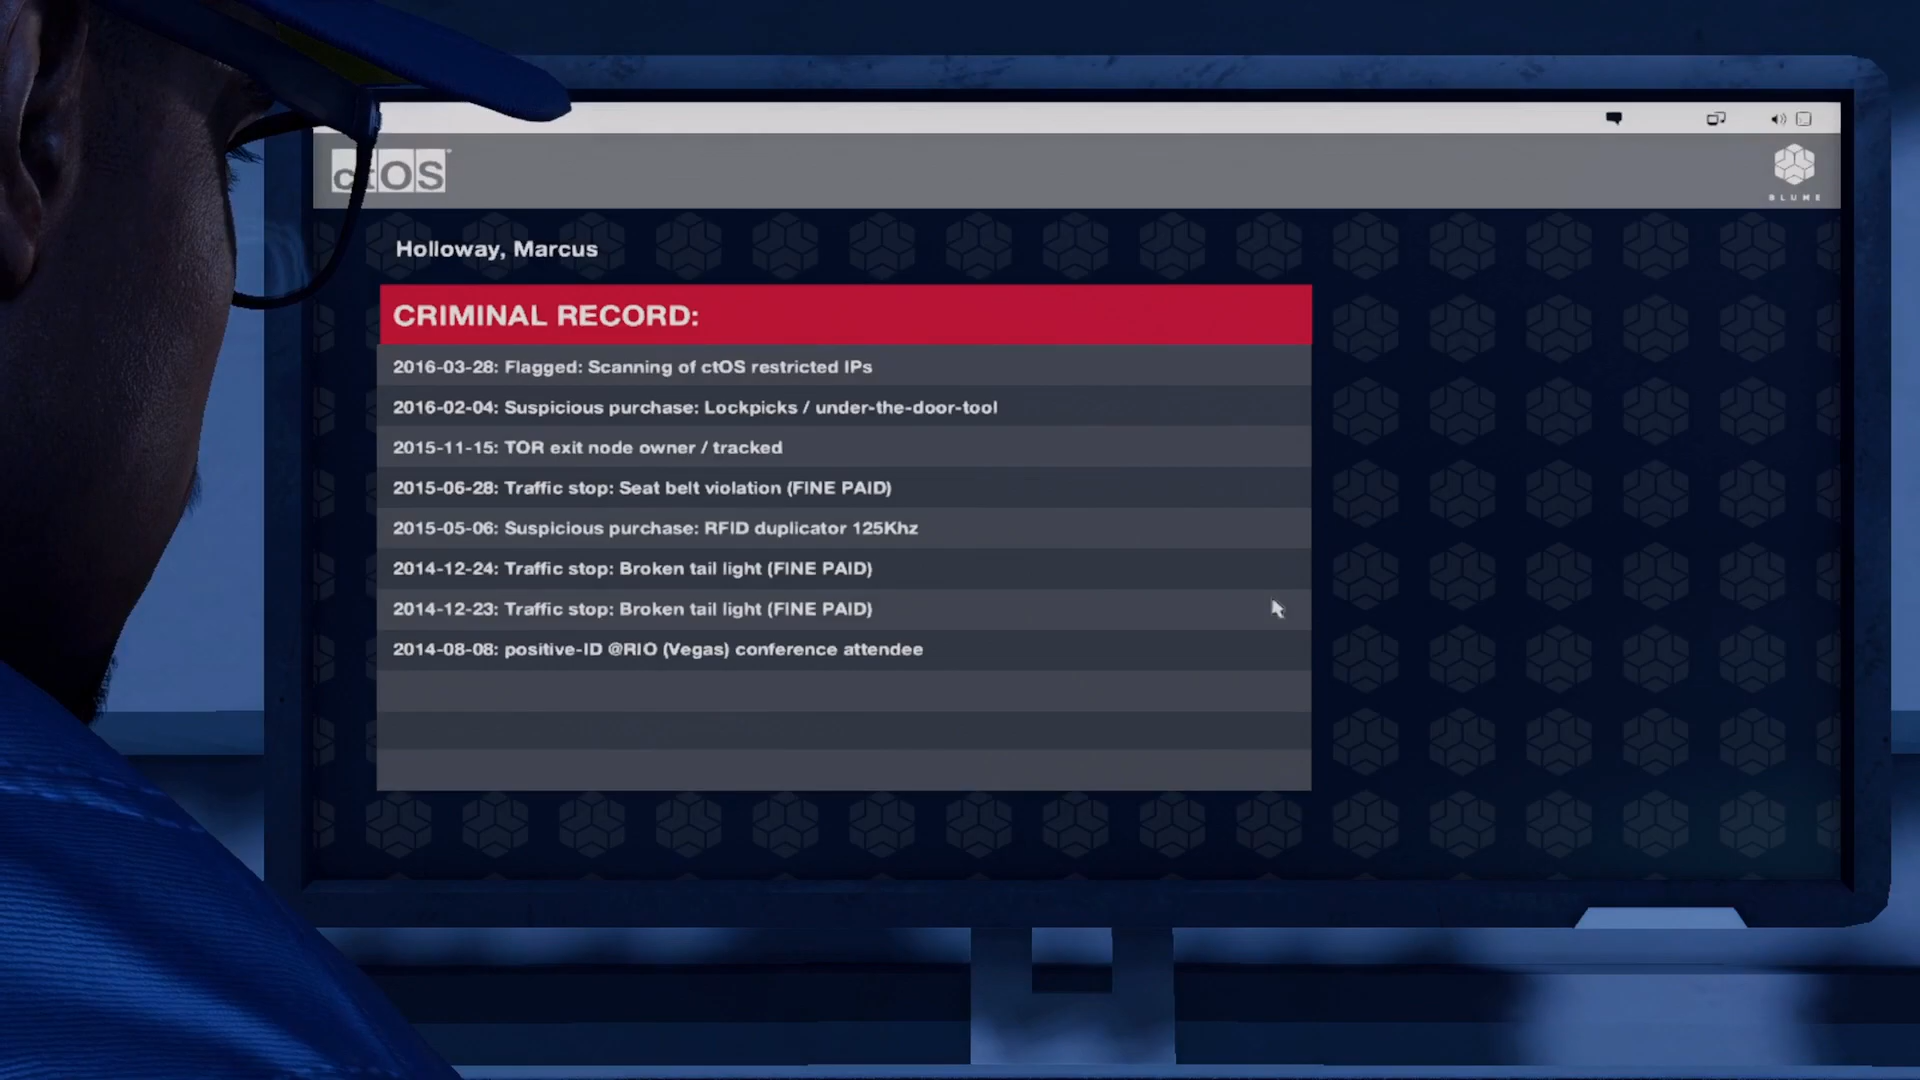 ctOS
BLUME
Holloway, Marcus
CRIMINAL RECORD:
2016-03-28: Flagged: Scanning of ctOS restricted IPs
2016-02-04: Suspicious purchase: Lockpicks / under-the-door-tool
2015-11-15: TOR exit node owner / tracked
2015-06-28: Traffic stop: Seat belt violation (FINE PAID)
2015-05-06: Suspicious purchase: RFID duplicator 125Khz
2014-12-24: Traffic stop: Broken tail light (FINE PAID)
2014-12-23: Traffic stop: Broken tail light (FINE PAID)
2014-08-08: positive-ID @RIO (Vegas) conference attendee